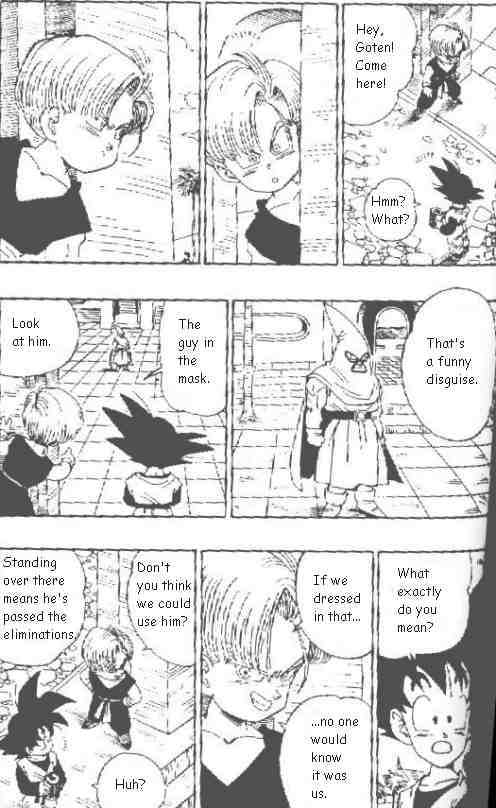 Hey,
Goten!
Come
here!
Hmm?
What?
Look
at him.
The
guy in
the
mask.
That's
a funny
disguise.
Standing
over there
means he's
passed the
eliminations.
Don't
you think
we could
use him?
Huh?
If we
dressed
in that...
...no one
would
know
it was
us.
What
exactly
do you
mean?